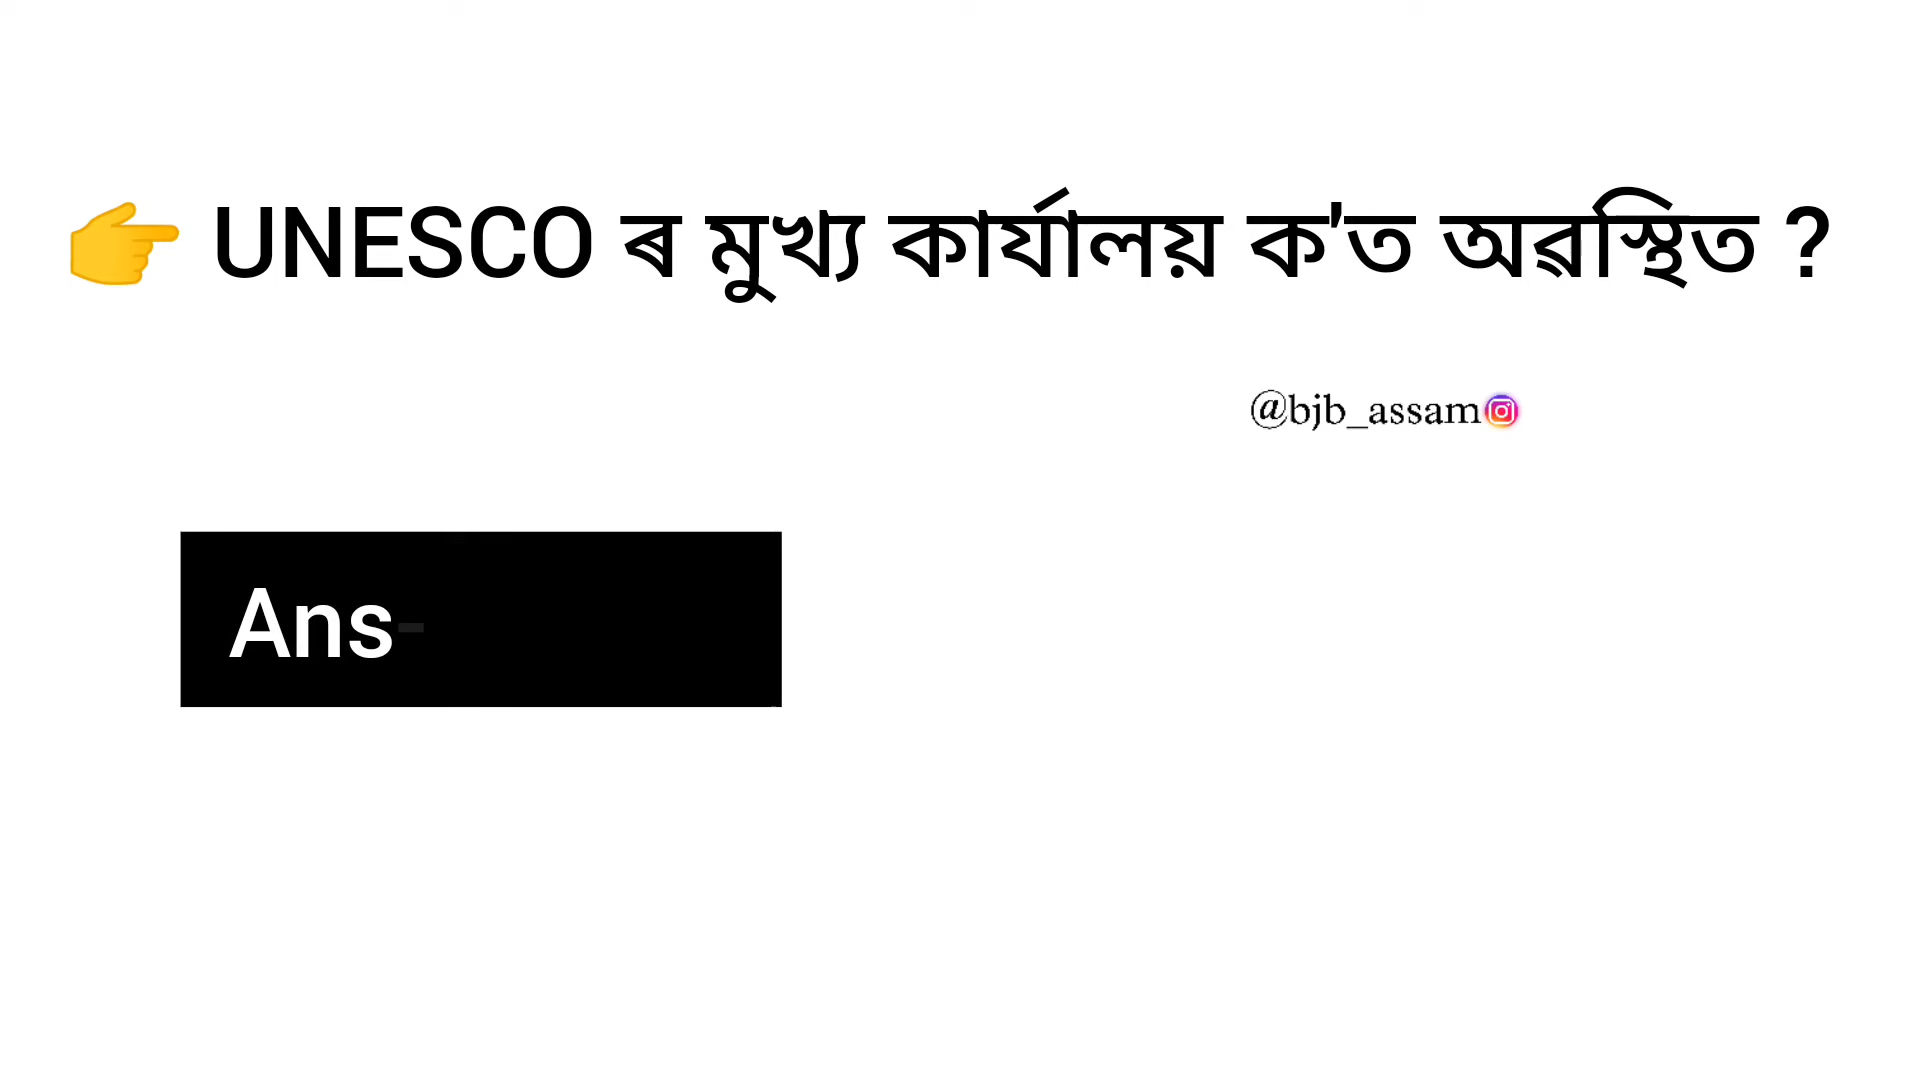 👉 UNESCO ৰ মুখ্য কাৰ্যালয় ক'ত অৱস্থিত ?
@bjb_assam
Ans-